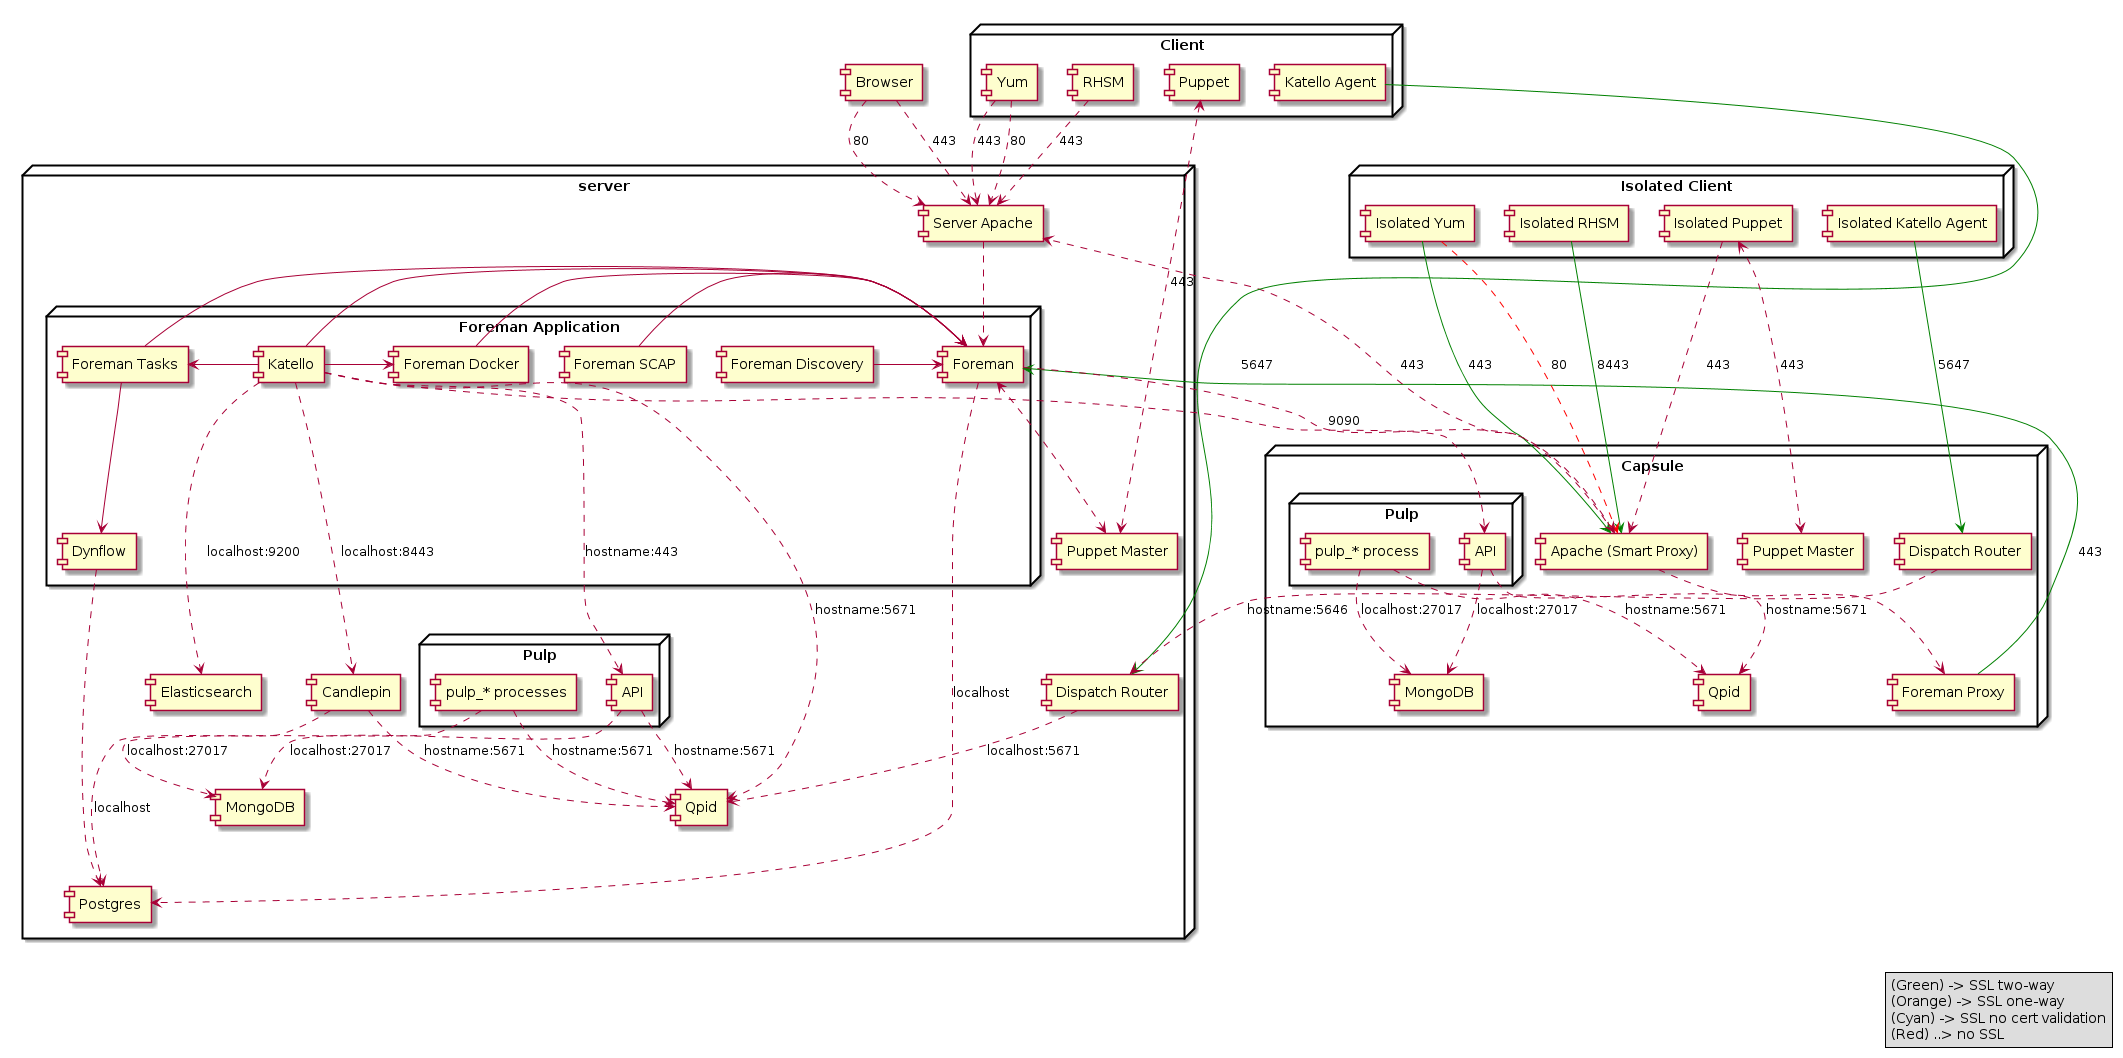 Client
Browser
Yum
RHSM
Puppet
Katello Agent
80
443
443
80
443
server
Isolated Client
Server Apache
Isolated Yum
Isolated RHSM
Isolated Puppet
Isolated Katello Agent
443
Foreman Application
Foreman Tasks
Katello
Foreman Docker
Foreman SCAP
Foreman Discovery
Foreman
5647
443
443
80
8443
443
443
5647
9090
Capsule
Pulp
Dynflow
localhost:9200
localhost:8443
hostname:443
Puppet Master
pulp_* process
API
Apache (Smart Proxy)
Puppet Master
Dispatch Router
443
hostname:5671
hostname:5646
localhost:27017
localhost:27017
hostname:5671
hostname:5671
Pulp
Elasticsearch
Candlepin
pulp_* processes
API
localhost
Dispatch Router
MongoDB
Qpid
Foreman Proxy
localhost:27017
localhost:27017
hostname:5671
hostname:5671
hostname:5671
localhost:5671
localhost
MongoDB
Qpid
Postgres
(Green) -> SSL two-way
(Orange) -> SSL one-way
(Cyan) -> SSL no cert validation
(Red) ..> no SSL